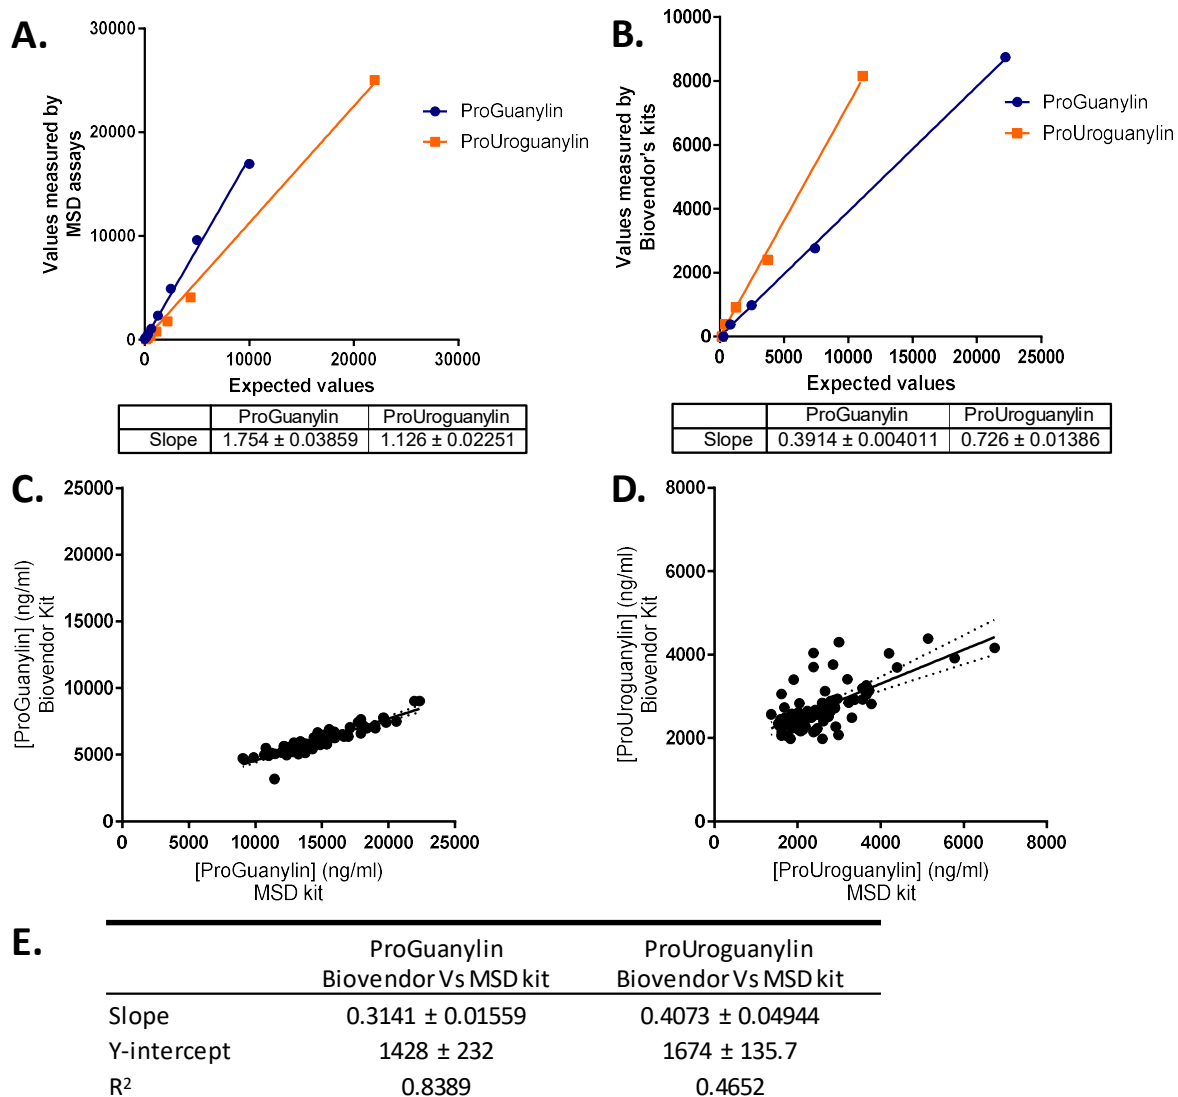 A.
Values measured by
MSD assays
30000
20000
10000
0
0 10000 20000 30000
Expected values
ProGuanylin
ProUroguanylin
ProGuanylin ProUroguanylin
Slope 1.754 ± 0.03859 1.126 ± 0.02251
B.
Values measured by
Biovendor's kits
10000
8000
6000
4000
2000
0
0 5000 10000 15000 20000 25000
Expected values
ProGuanylin
ProUroguanylin
ProGuanylin ProUroguanylin
Slope 0.3914 ± 0.004011 0.726 ± 0.01386
C.
[ProGuanylin] (ng/ml)
Biovendor Kit
25000
20000
15000
10000
5000
0
0 5000 10000 15000 20000 25000
[ProGuanylin] (ng/ml)
MSD kit
D.
[ProUroguanylin] (ng/ml)
Biovendor Kit
8000
6000
4000
2000
0
0 2000 4000 6000 8000
[ProUroguanylin] (ng/ml)
MSD kit
E.
ProGuanylin ProUroguanylin
Biovendor Vs MSD kit Biovendor Vs MSD kit
Slope 0.3141 ± 0.01559 0.4073 ± 0.04944
Y-intercept 1428 ± 232 1674 ± 135.7
R² 0.8389 0.4652